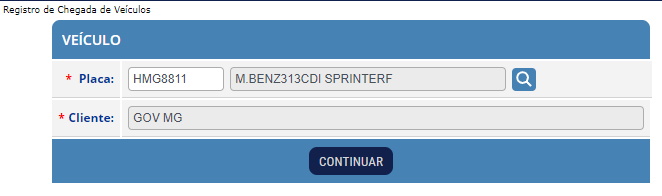 Registro de Chegada de Veículos
VEÍCULO
* Placa: HMG8811 M.BENZ313CDI SPRINTERF
* Cliente: GOV MG
CONTINUAR